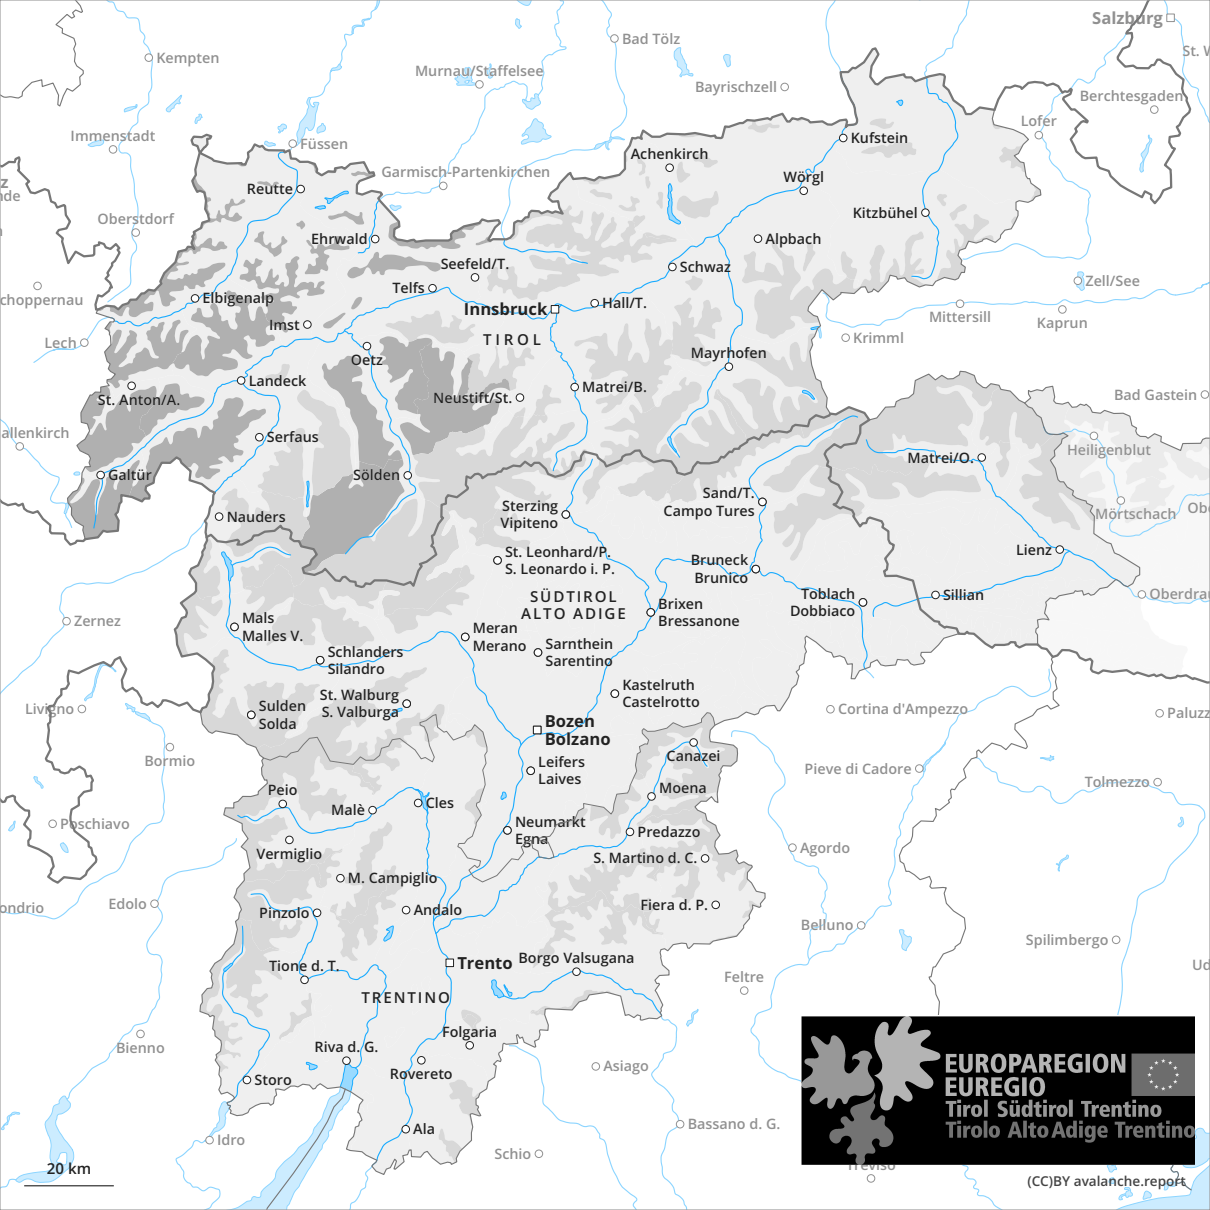 Salzburg
Bad Tölz
St. W
Kempten
Murnau/Staffelsee
Bayrischzell
Berchtesgaden
Immenstadt
Lofer
Füssen
Kufstein
Achenkirch
Garmisch-Partenkirchen
Wörgl
z
nde
Reutte
Oberstdorf
Kitzbühel
Ehrwald
Alpbach
Seefeld/T.
Schwaz
Zell/See
Telfs
choppernau
Elbigenalp
Innsbruck
Hall/T.
Mittersill
Kaprun
Imst
Lech
TIROL
Krimml
Oetz
Mayrhofen
Landeck
Matrei/B.
St. Anton/A.
Neustift/St.
Bad Gastein
allenkirch
Serfaus
Heiligenblut
Matrei/O.
Galtür
Sölden
Sand/T.
Campo Tures
Sterzing
Vipiteno
Mörtschach
Obe
Nauders
Lienz
St. Leonhard/P.
S. Leonardo i. P.
Bruneck
Brunico
SÜDTIROL
ALTO ADIGE
Toblach
Dobbiaco
Sillian
Oberdrau
Brixen
Bressanone
Zernez
Mals
Malles V.
Meran
Merano
Sarnthein
Sarentino
Schlanders
Silandro
Kastelruth
Castelrotto
St. Walburg
S. Valburga
Sulden
Solda
Livigno
Cortina d'Ampezzo
Paluzz
Bozen
Bolzano
Canazei
Bormio
Leifers
Laives
Pieve di Cadore
Tolmezzo
Peio
Moena
Malè
Cles
Poschiavo
Neumarkt
Egna
Predazzo
Vermiglio
S. Martino d. C.
Agordo
M. Campiglio
ondrio
Edolo
Pinzolo
Andalo
Fiera d. P.
Belluno
Spilimbergo
Trento
Borgo Valsugana
Tione d. T.
Ud
Feltre
TRENTINO
Folgaria
Bienno
Riva d. G.
Rovereto
Asiago
Storo
EUROPAREGION
EUREGIO
Tirol Südtirol Trentino
Tirolo Alto Adige Trentino
Ala
Idro
Bassano d. G.
Schio
Treviso
20 km
(CC)BY avalanche.report